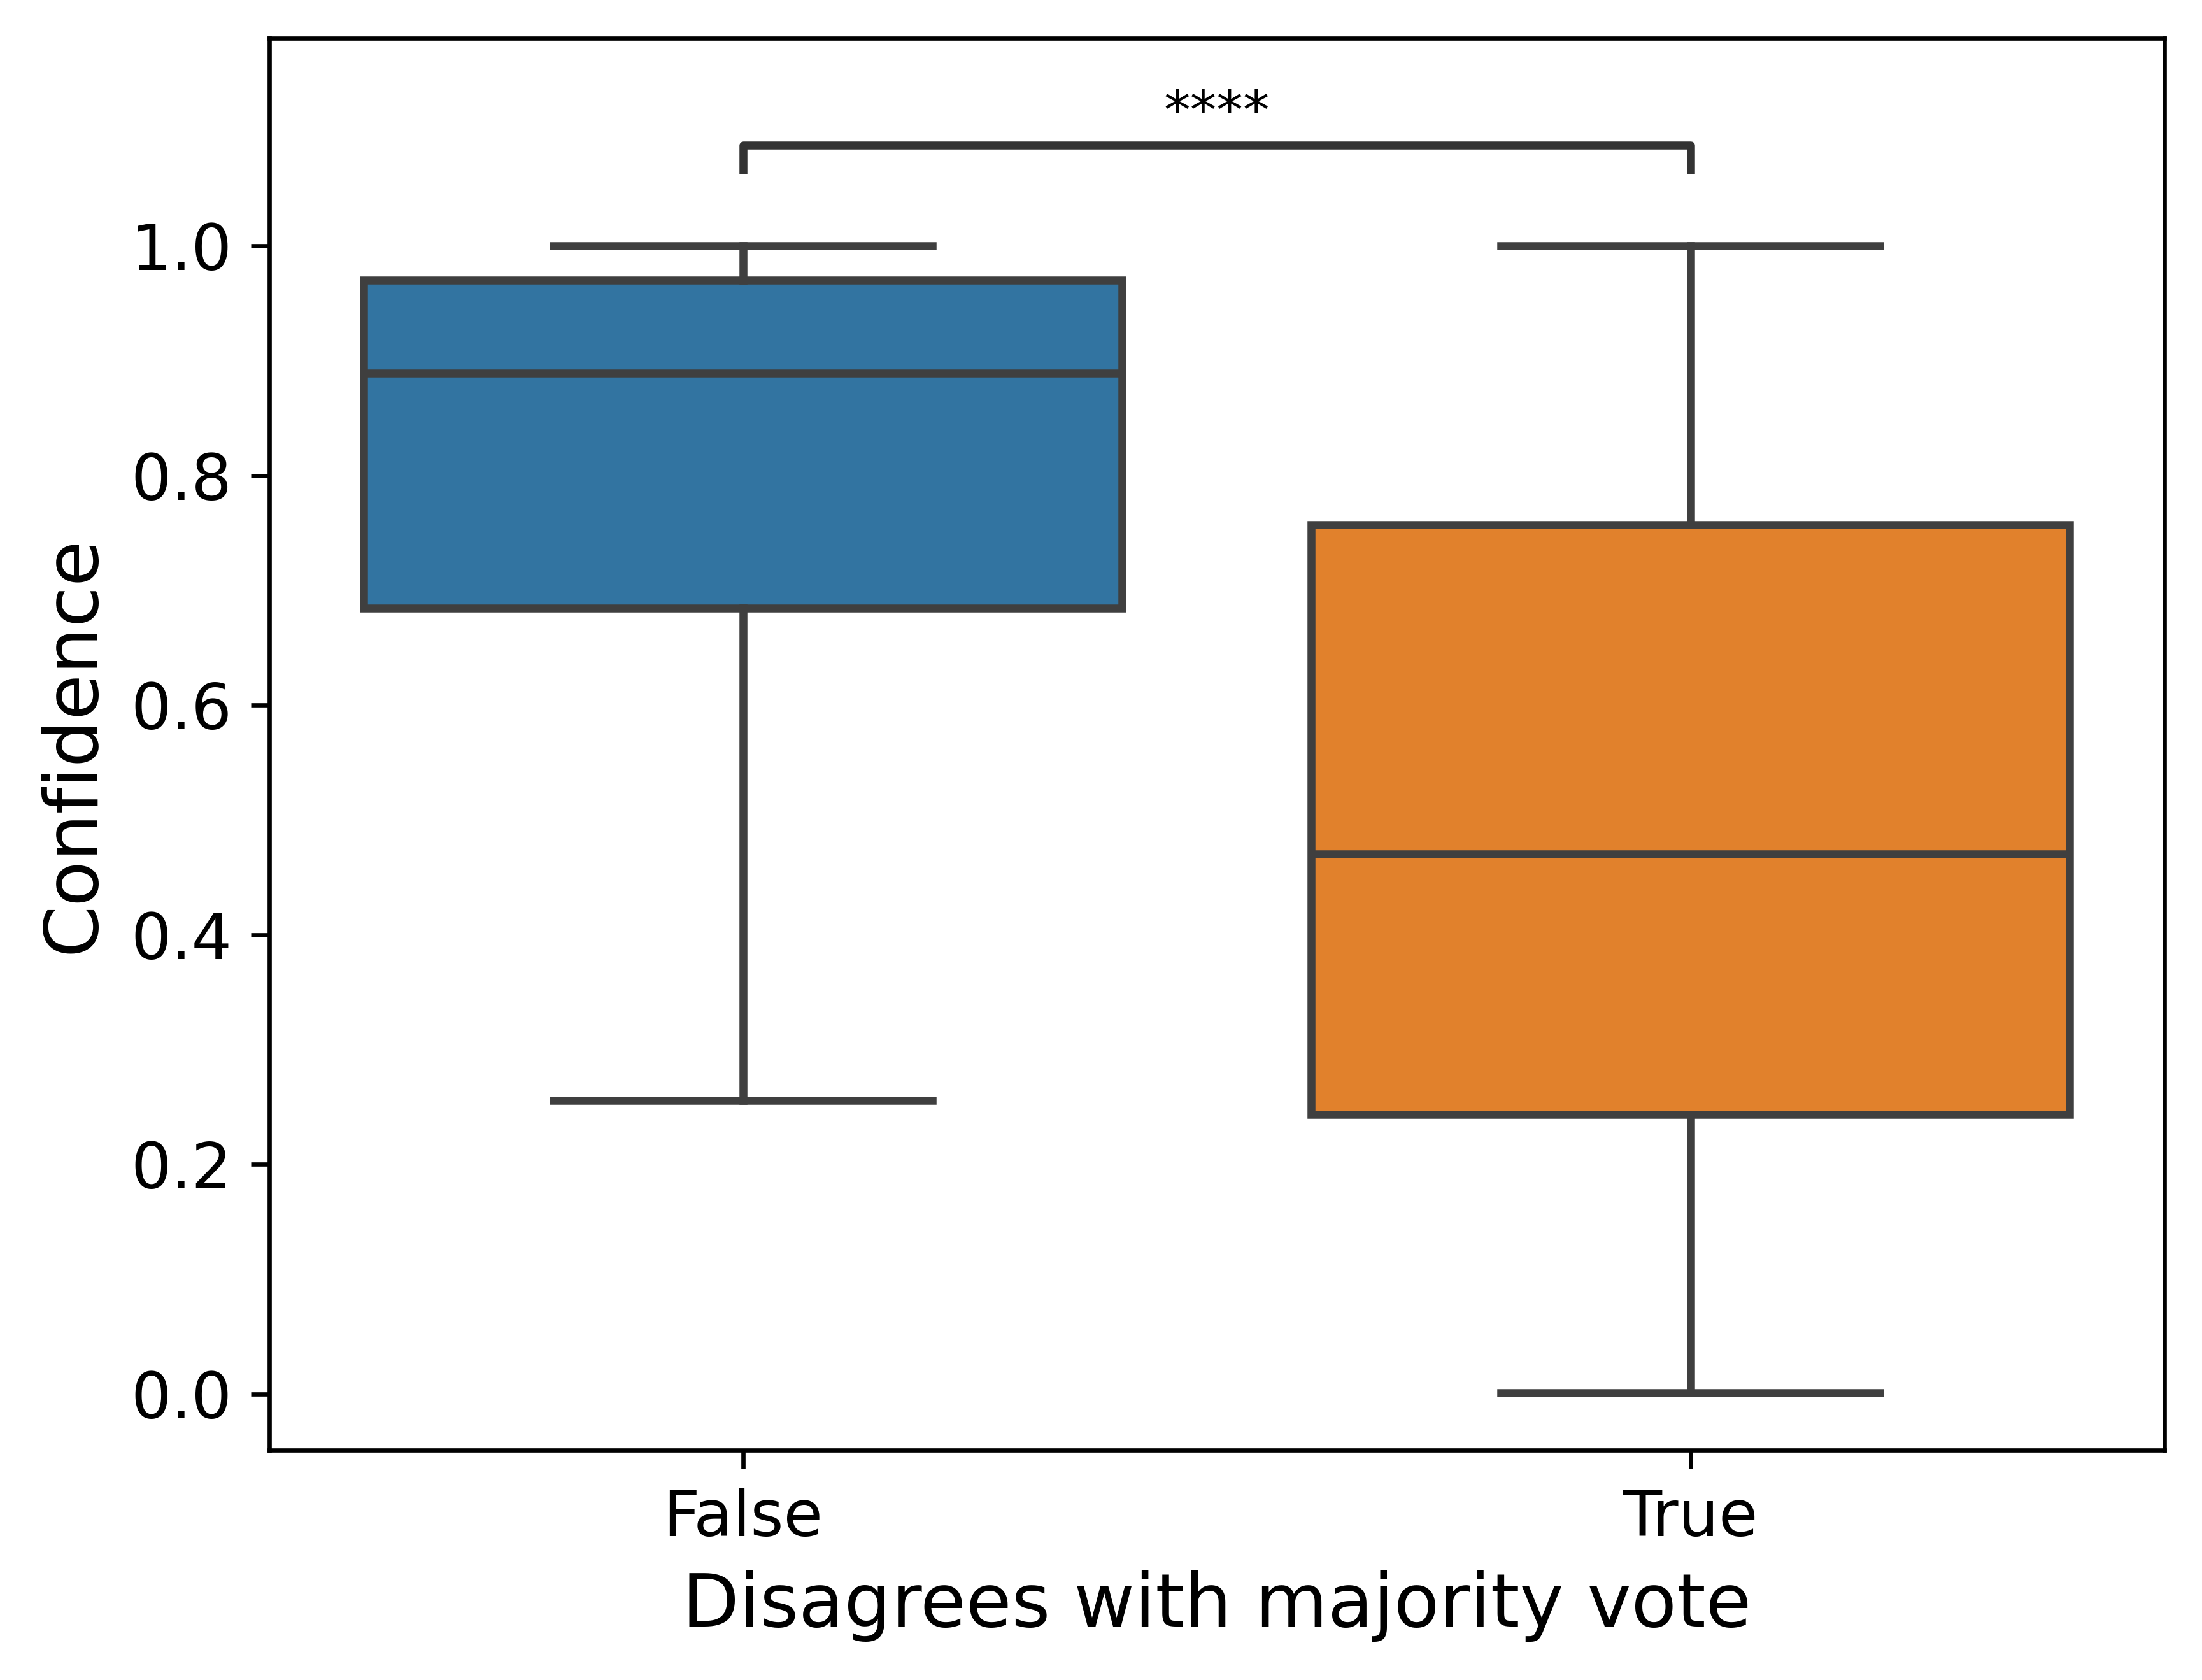 ****
1.0
0.8
0.6
0.4
0.2
0.0
Confidence
False
True
Disagrees with majority vote